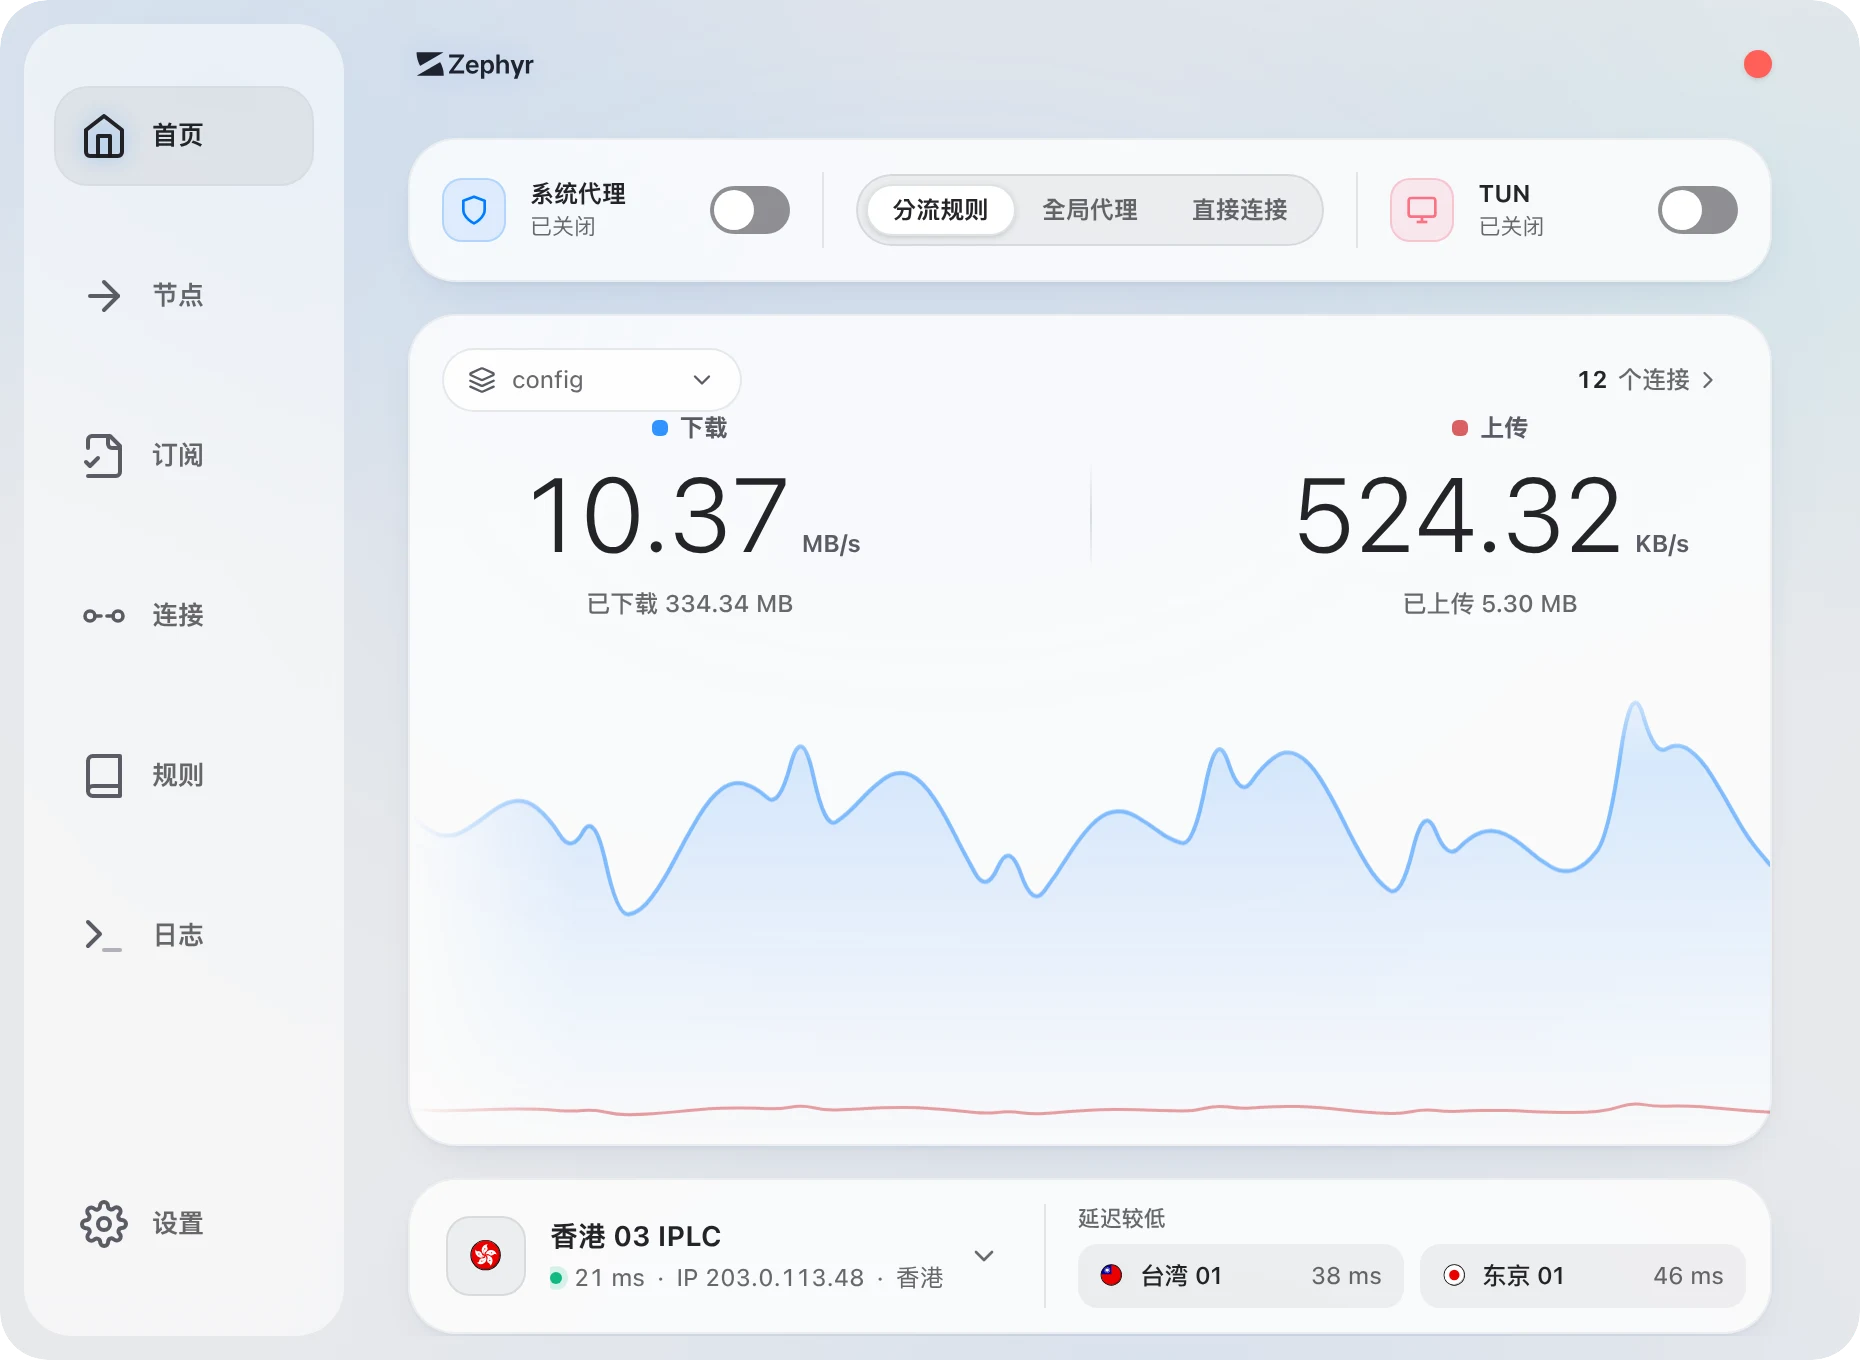 Zephyr
首页
节点
订阅
连接
规则
日志
设置
系统代理
已关闭
分流规则 全局代理 直接连接
TUN
已关闭
config
12 个连接
下载
10.37 MB/s
已下载 334.34 MB
上传
524.32 KB/s
已上传 5.30 MB
香港 03 IPLC
21 ms · IP 203.0.113.48 · 香港
延迟较低
台湾 01 38 ms
东京 01 46 ms